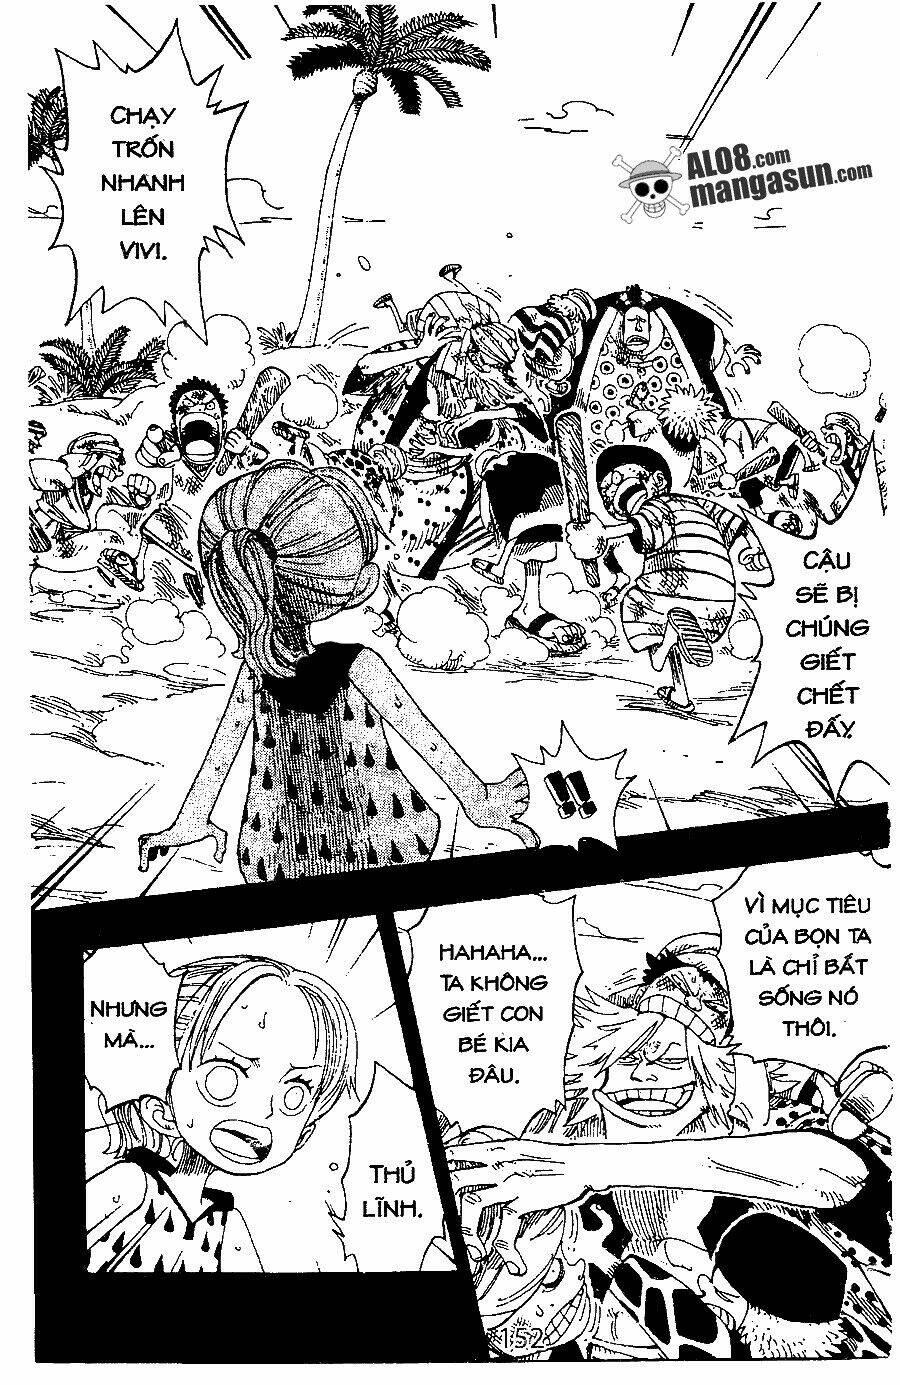 CHẠY
TRỐN
NHANH
LÊN
VIVI.
AL08.com
mangasun.com
CẬU
SẼ BỊ
CHÚNG
GIẾT
CHẾT
ĐẤY.
!!
NHƯNG
MÀ...
THỦ
LĨNH.
HAHAHA...
TA KHÔNG
GIẾT CON
BÉ KIA
ĐÂU.
VÌ MỤC TIÊU
CỦA BỌN TA
LÀ CHỈ BẮT
SỐNG NÓ
THÔI.
152